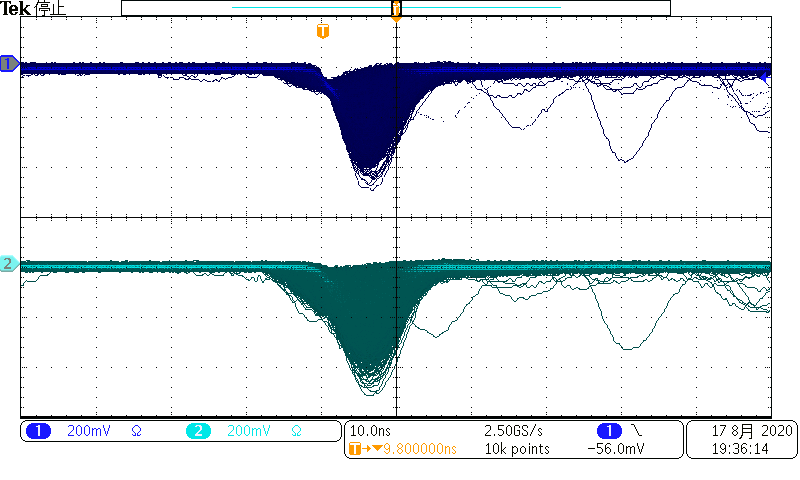 Tek 停止
T
T
1
2
1 200mV Ω 2 200mV Ω
10.0ns 2.50GS/s 1 \
T→▼9.800000ns 10k points −56.0mV
17 8月 2020
19:36:14